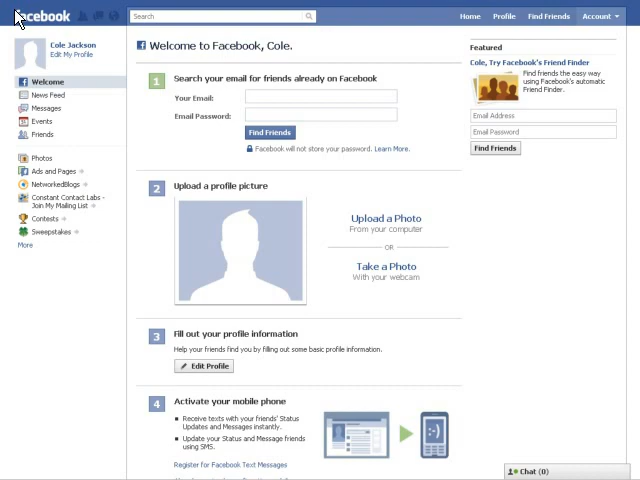 facebook
Search
Home Profile Find Friends Account
Cole Jackson
Edit My Profile
Welcome
News Feed
Messages
Events
Friends
Photos
Ads and Pages
NetworkedBlogs
Constant Contact Labs -
Join My Mailing List
Contests
Sweepstakes
More
Welcome to Facebook, Cole.
1 Search your email for friends already on Facebook
Your Email:
Email Password:
Find Friends
Facebook will not store your password. Learn More.
2 Upload a profile picture
Upload a Photo
From your computer
OR
Take a Photo
With your webcam
3 Fill out your profile information
Help your friends find you by filling out some basic profile information.
Edit Profile
4 Activate your mobile phone
Receive texts with your friends' Status
Updates and Messages instantly.
Update your Status and Message friends
using SMS.
Register for Facebook Text Messages
Featured
Cole, Try Facebook's Friend Finder
Find friends the easy way
using Facebook's automatic
Friend Finder.
Email Address
Email Password
Find Friends
Chat (0)